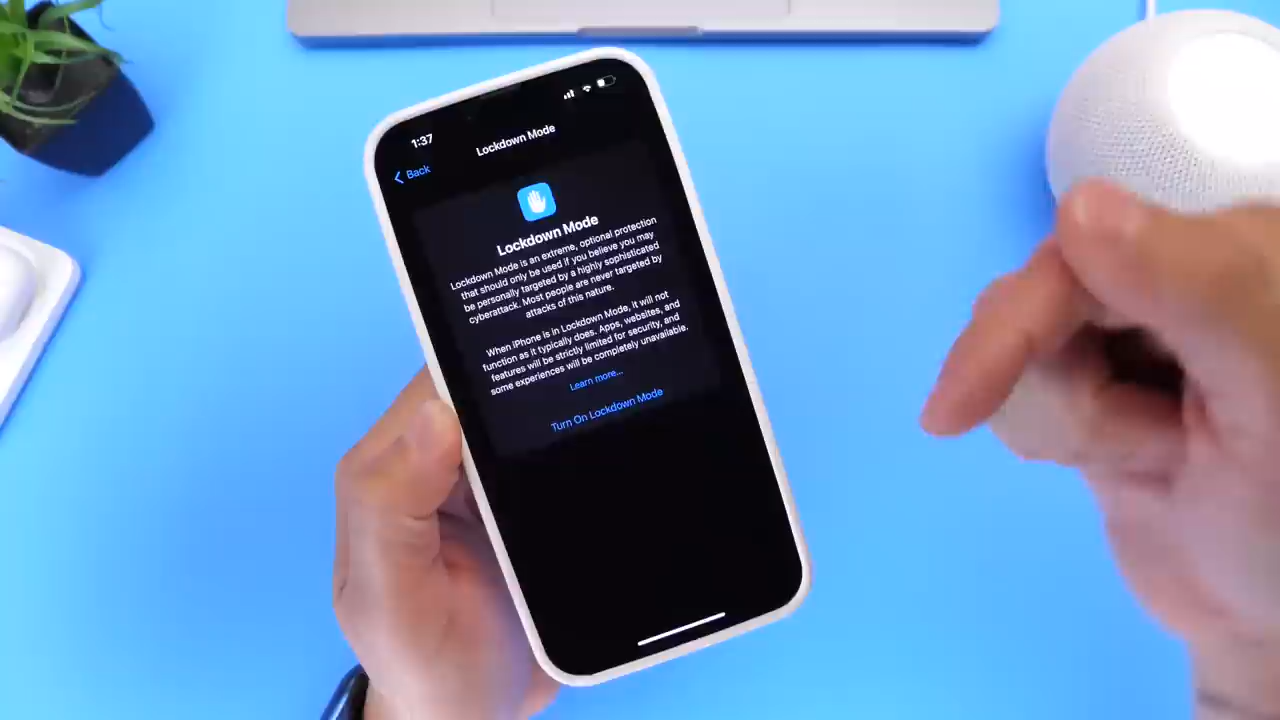 1:37
Lockdown Mode
Back
Lockdown Mode
Lockdown Mode is an extreme, optional protection
that should only be used if you believe you may
be personally targeted by a highly sophisticated
cyberattack. Most people are never targeted by
attacks of this nature.
When iPhone is in Lockdown Mode, it will not
function as it typically does. Apps, websites, and
features will be strictly limited for security, and
some experiences will be completely unavailable.
Learn more...
Turn On Lockdown Mode